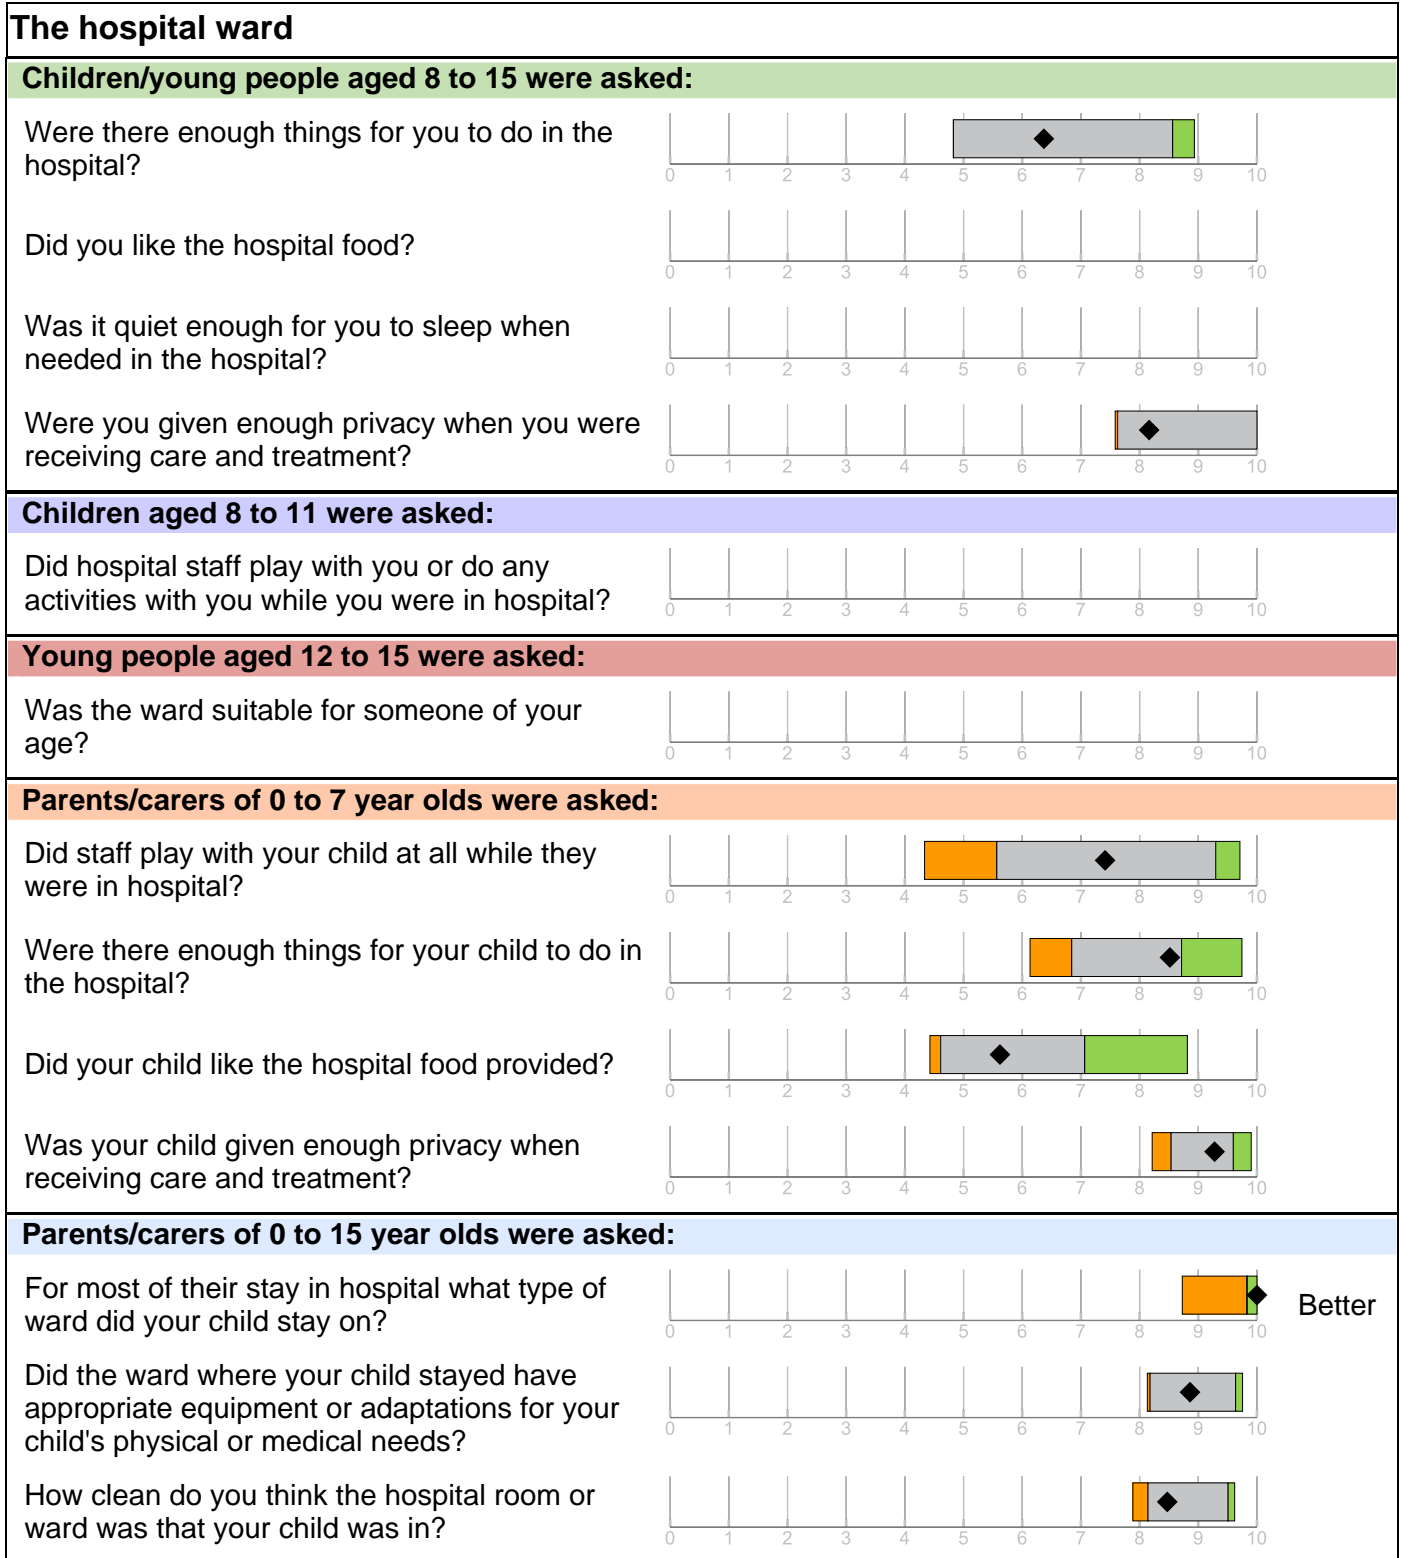 The hospital ward
Children/young people aged 8 to 15 were asked:
Were there enough things for you to do in the
hospital?
0 1 2 3 4 5 6 7 8 9 10
Did you like the hospital food?
0 1 2 3 4 5 6 7 8 9 10
Was it quiet enough for you to sleep when
needed in the hospital?
0 1 2 3 4 5 6 7 8 9 10
Were you given enough privacy when you were
receiving care and treatment?
0 1 2 3 4 5 6 7 8 9 10
Children aged 8 to 11 were asked:
Did hospital staff play with you or do any
activities with you while you were in hospital?
0 1 2 3 4 5 6 7 8 9 10
Young people aged 12 to 15 were asked:
Was the ward suitable for someone of your
age?
0 1 2 3 4 5 6 7 8 9 10
Parents/carers of 0 to 7 year olds were asked:
Did staff play with your child at all while they
were in hospital?
0 1 2 3 4 5 6 7 8 9 10
Were there enough things for your child to do in
the hospital?
0 1 2 3 4 5 6 7 8 9 10
Did your child like the hospital food provided?
0 1 2 3 4 5 6 7 8 9 10
Was your child given enough privacy when
receiving care and treatment?
0 1 2 3 4 5 6 7 8 9 10
Parents/carers of 0 to 15 year olds were asked:
For most of their stay in hospital what type of
ward did your child stay on?
0 1 2 3 4 5 6 7 8 9 10
Better
Did the ward where your child stayed have
appropriate equipment or adaptations for your
child's physical or medical needs?
0 1 2 3 4 5 6 7 8 9 10
How clean do you think the hospital room or
ward was that your child was in?
0 1 2 3 4 5 6 7 8 9 10